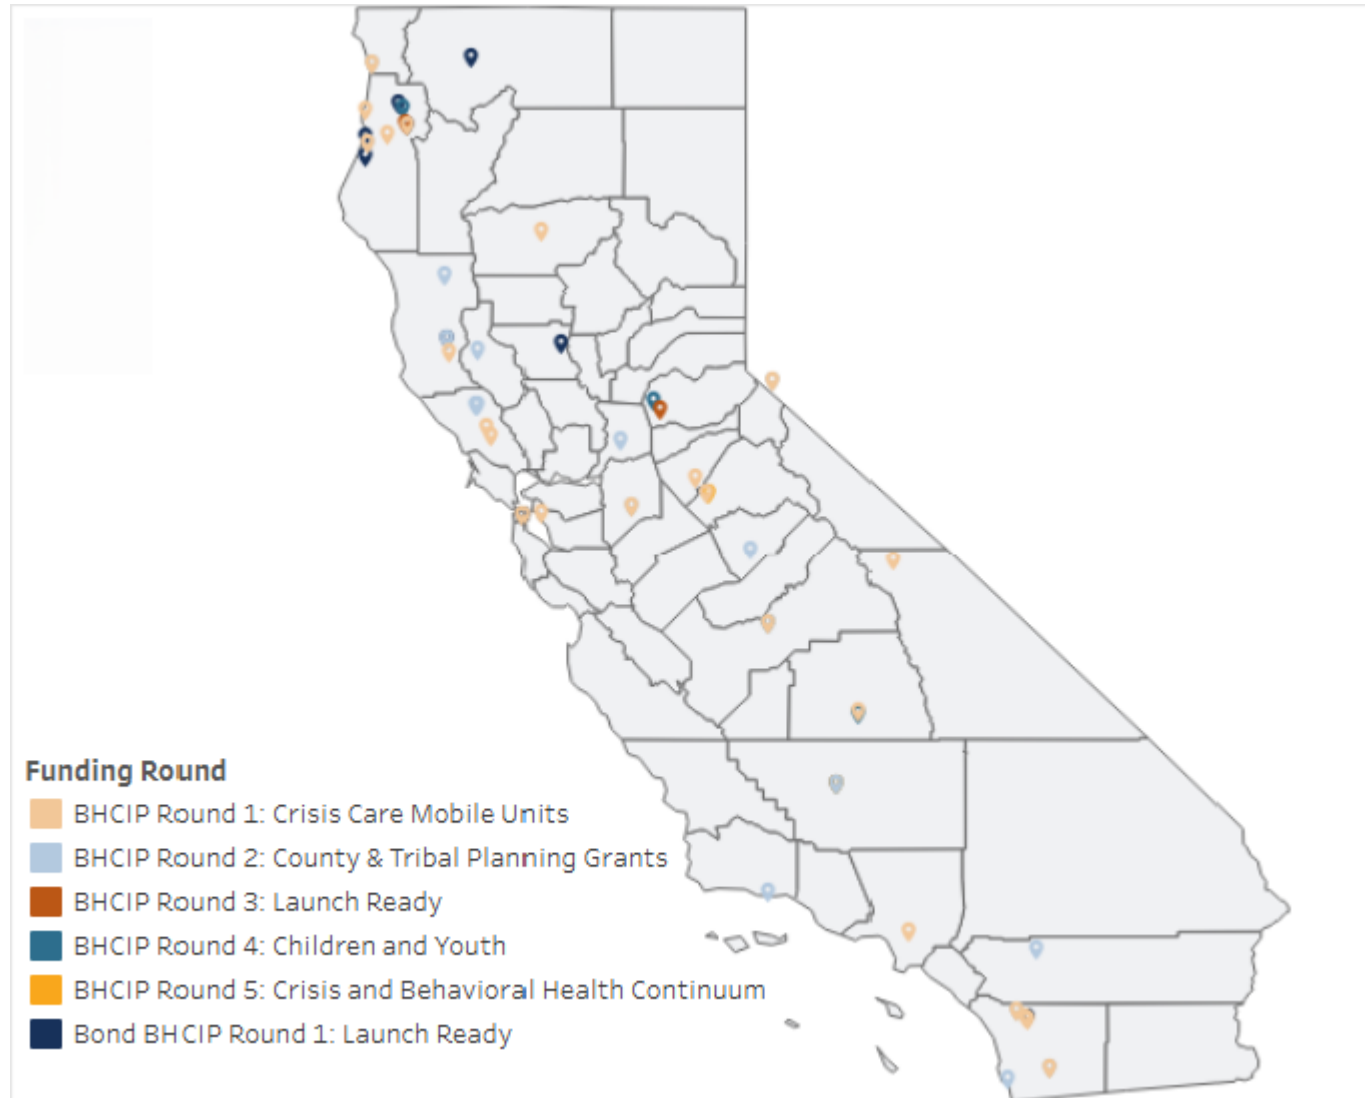 Funding Round
BHCIP Round 1: Crisis Care Mobile Units
BHCIP Round 2: County & Tribal Planning Grants
BHCIP Round 3: Launch Ready
BHCIP Round 4: Children and Youth
BHCIP Round 5: Crisis and Behavioral Health Continuum
Bond BHCIP Round 1: Launch Ready